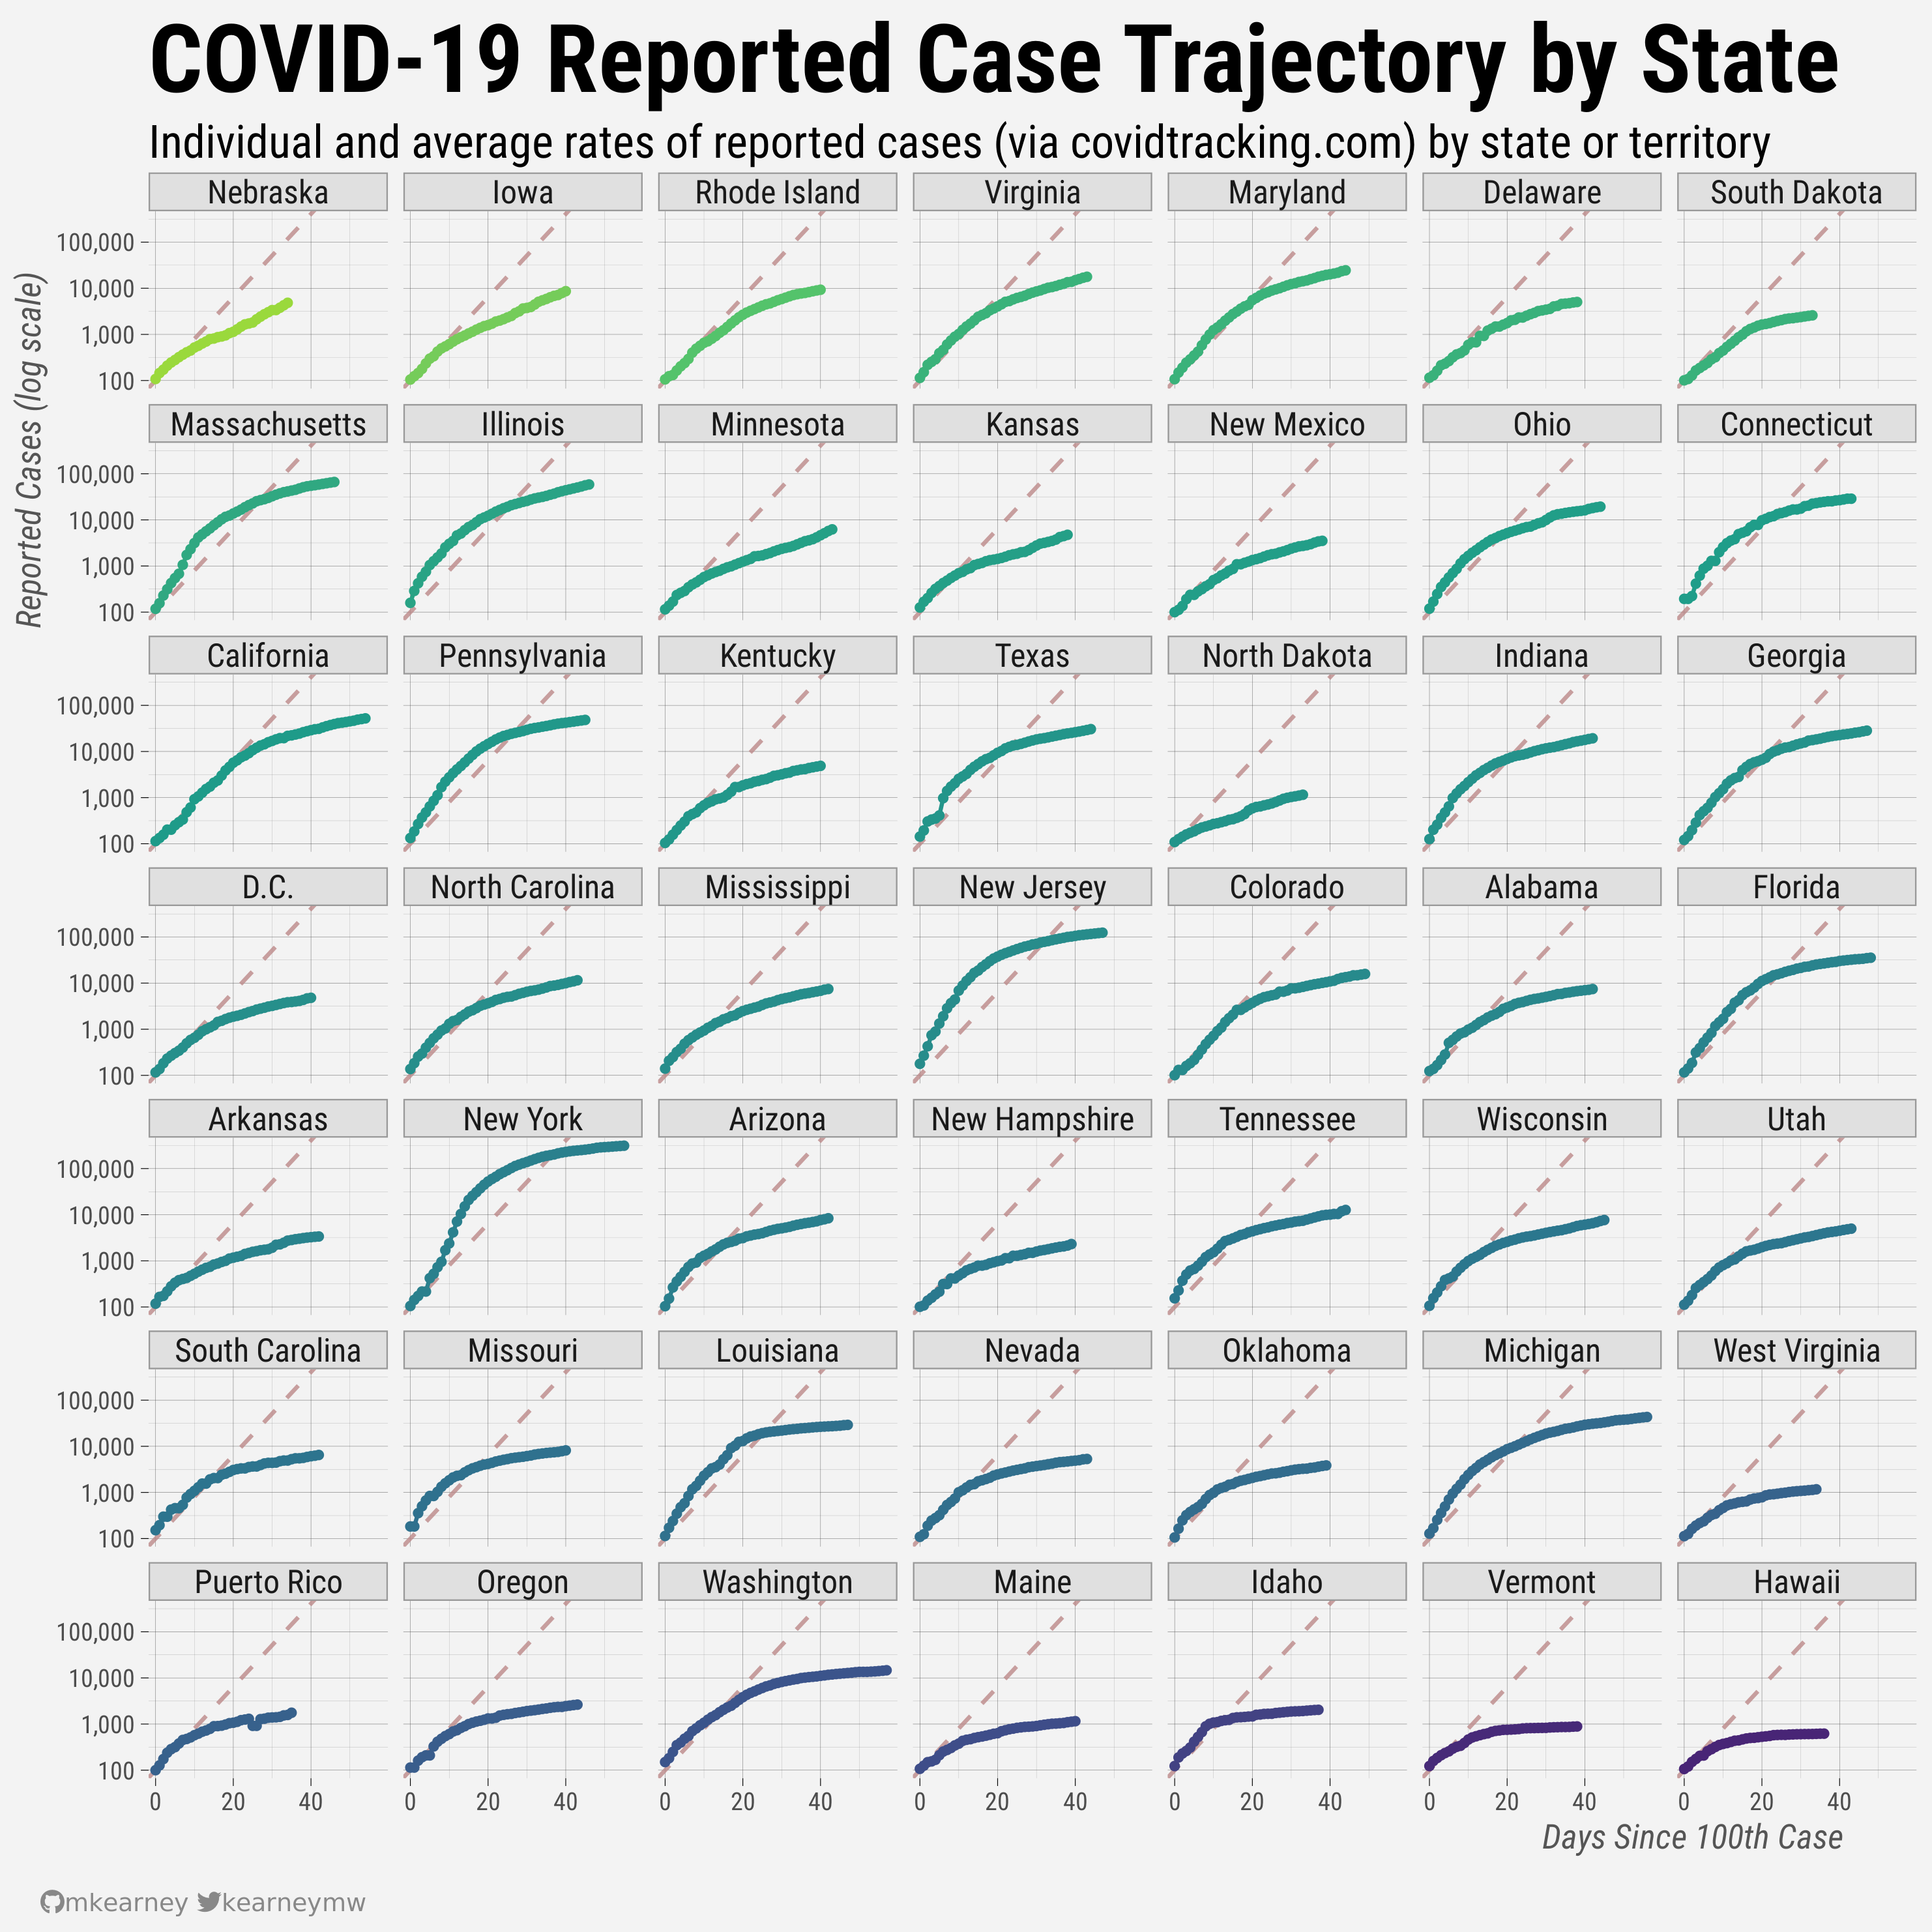 COVID-19 Reported Case Trajectory by State
Individual and average rates of reported cases (via covidtracking.com) by state or territory
Reported Cases (log scale)
Nebraska Iowa Rhode Island Virginia Maryland Delaware South Dakota
100,000
10,000
1,000
100
Massachusetts Illinois Minnesota Kansas New Mexico Ohio Connecticut
100,000
10,000
1,000
100
California Pennsylvania Kentucky Texas North Dakota Indiana Georgia
100,000
10,000
1,000
100
D.C. North Carolina Mississippi New Jersey Colorado Alabama Florida
100,000
10,000
1,000
100
Arkansas New York Arizona New Hampshire Tennessee Wisconsin Utah
100,000
10,000
1,000
100
South Carolina Missouri Louisiana Nevada Oklahoma Michigan West Virginia
100,000
10,000
1,000
100
Puerto Rico Oregon Washington Maine Idaho Vermont Hawaii
100,000
10,000
1,000
100
0 20 40 0 20 40 0 20 40 0 20 40 0 20 40 0 20 40 0 20 40
Days Since 100th Case
mkearney kearneymw